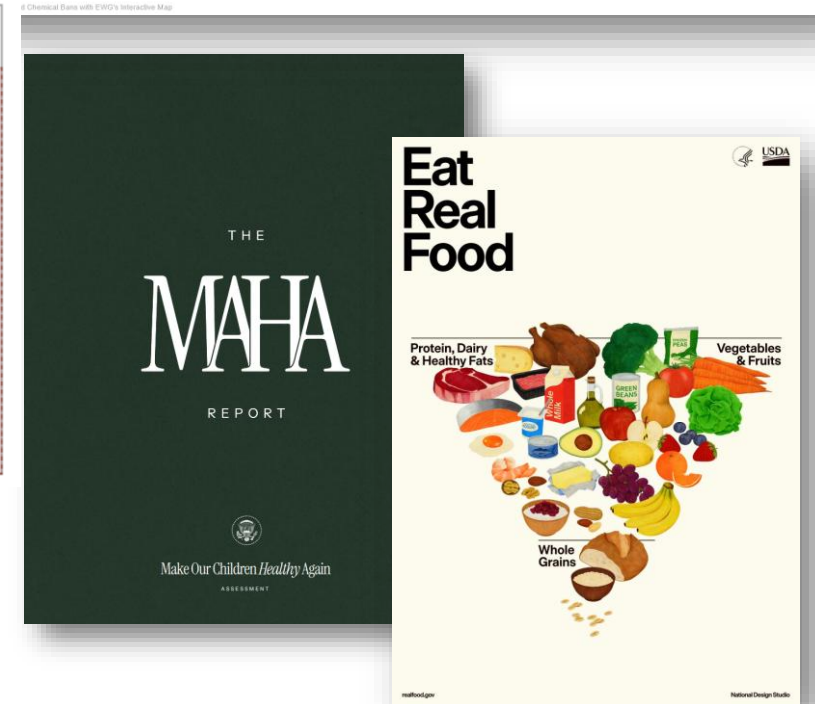 d Chemical Bans with EWG's Interactive Map
THE
MAHA
REPORT
Make Our Children Healthy Again
ASSESSMENT
Eat
Real
Food
USDA
Protein, Dairy
& Healthy Fats
Vegetables
& Fruits
PEAS
Whole
Milk
GREEN
BEANS
Whole
Grains
realfood.gov
National Design Studio